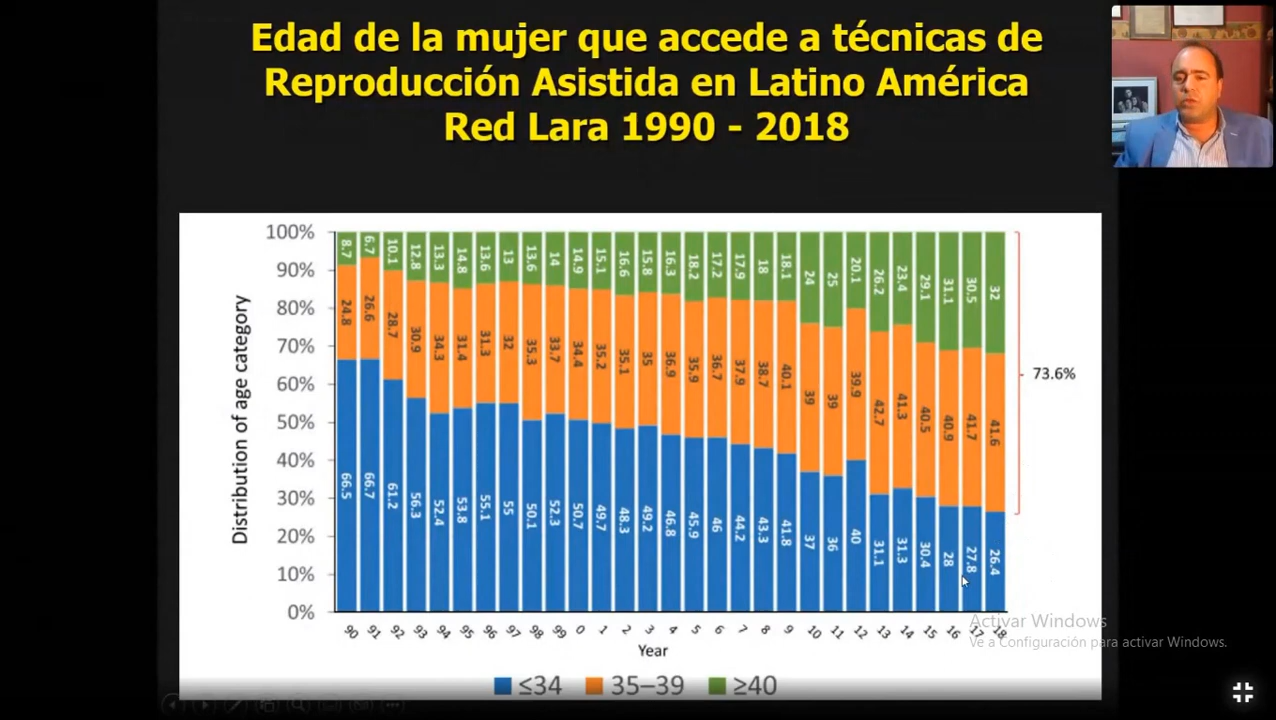 Edad de la mujer que accede a técnicas de
Reproducción Asistida en Latino América
Red Lara 1990 - 2018
Distribution of age category
100%
90%
80%
70%
60%
50%
40%
30%
20%
10%
0%
8.7 6.7 10.1 12.8 13.3 14.8 13.6 13 13.6 14 14.9 15.1 16.6 15.8 16.3 18.2 17.2 17.9 18 18.1 24 25 20.1 26.2 23.4 29.1 31.1 30.5 32
24.8 26.6 28.7 30.9 34.3 31.4 31.3 32 35.3 33.7 34.4 35.2 35.1 35 36.9 35.9 36.7 37.9 38.7 40.1 39 39 39.9 42.7 41.3 40.5 40.9 41.7 41.6
66.5 66.7 61.2 56.3 52.4 53.8 55.1 55 50.1 52.3 50.7 49.7 48.3 49.2 46.8 45.9 46 44.2 43.3 41.8 37 36 40 31.1 31.3 30.4 28 27.8 26.4
73.6%
90 91 92 93 94 95 96 97 98 99 0 1 2 3 4 5 6 7 8 9 10 11 12 13 14 15 16 17 18
Year
≤34 35–39 ≥40
Activar Windows
Ve a Configuración para activar Windows.